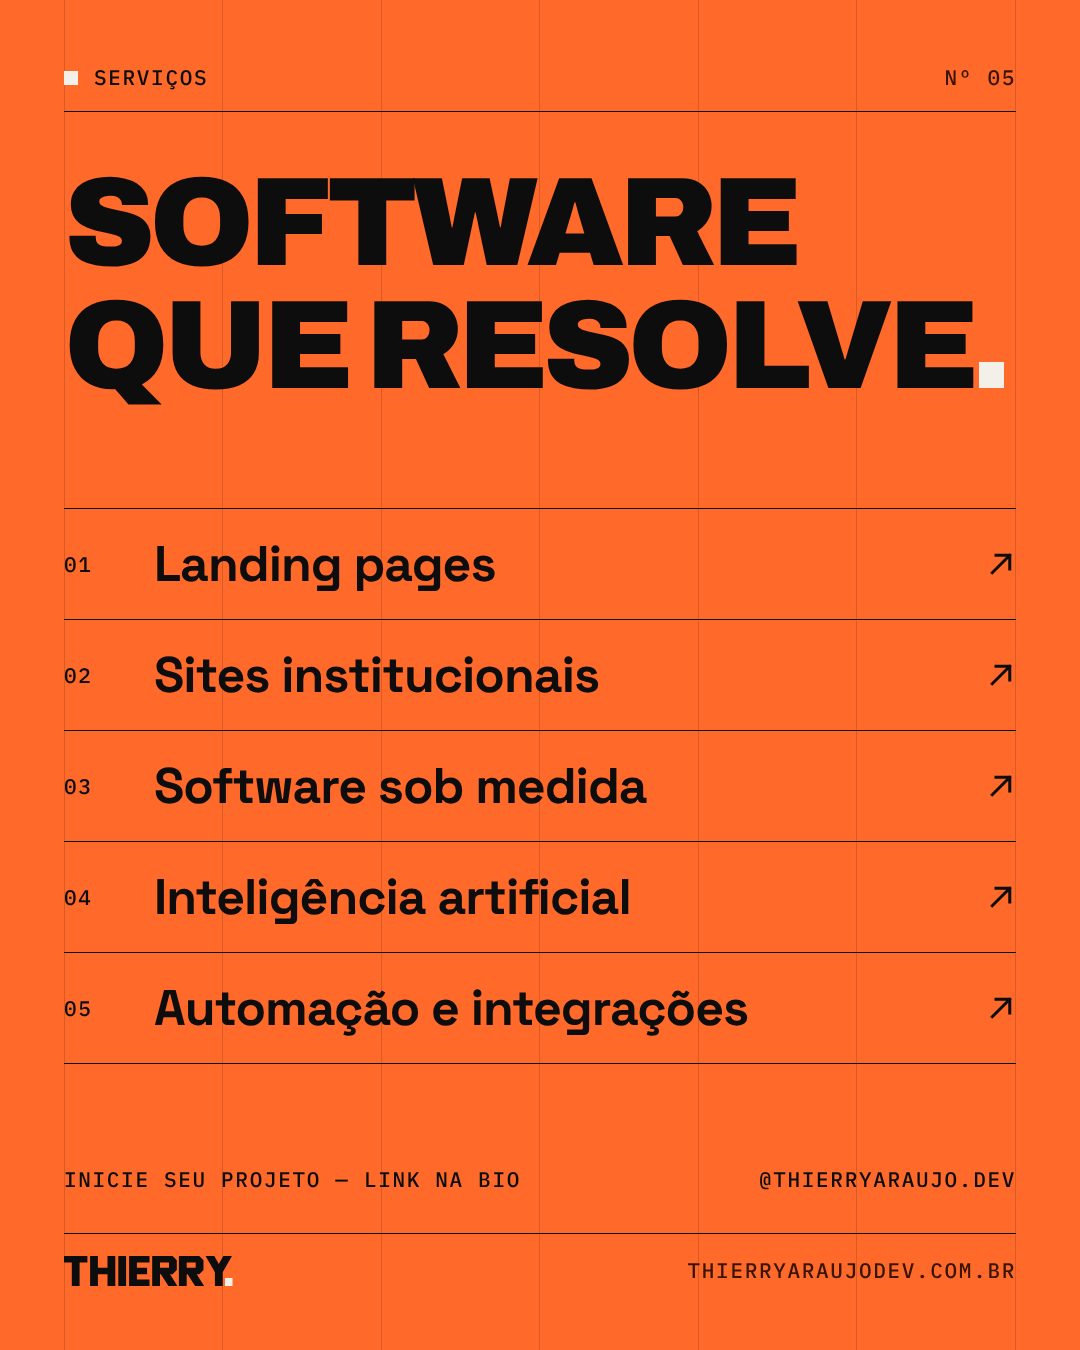 SERVIÇOS
Nº 05
SOFTWARE
QUE RESOLVE.
01 Landing pages
02 Sites institucionais
03 Software sob medida
04 Inteligência artificial
05 Automação e integrações
INICIE SEU PROJETO — LINK NA BIO
@THIERRYARAUJO.DEV
THIERRY.
THIERRYARAUJODEV.COM.BR